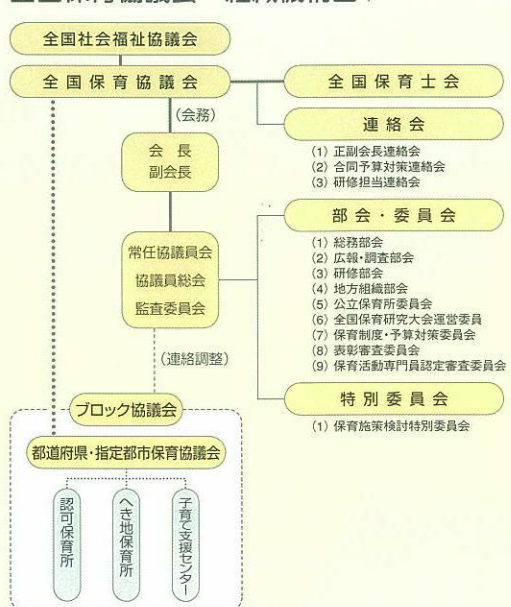 全国社会福祉協議会
全国保育協議会
(会務)
会長
副会長
常任協議員会
協議員総会
監査委員会
(連絡調整)
ブロック協議会
都道府県・指定都市保育協議会
認可保育所
へき地保育所
子育て支援センター
全国保育士会
連絡会
(1) 正副会長連絡会
(2) 合同予算対策連絡会
(3) 研修担当連絡会
部会・委員会
(1) 総務部会
(2) 広報・調査部会
(3) 研修部会
(4) 地方組織部会
(5) 公立保育所委員会
(6) 全国保育研究大会運営委員
(7) 保育制度・予算対策委員会
(8) 表彰審査委員会
(9) 保育活動専門員認定審査委員会
特別委員会
(1) 保育施策検討特別委員会